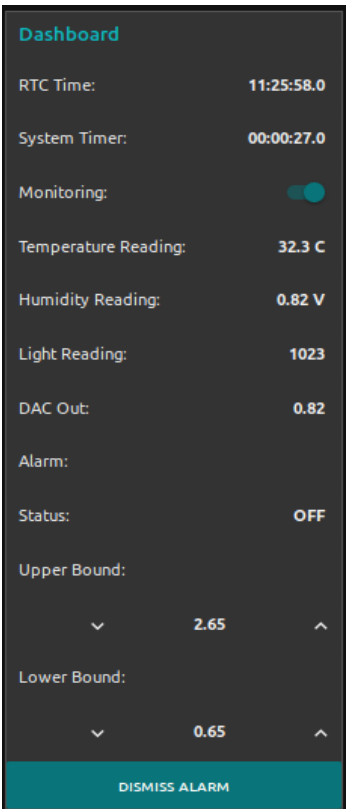 Dashboard
RTC Time: 11:25:58.0
System Timer: 00:00:27.0
Monitoring:
Temperature Reading: 32.3 C
Humidity Reading: 0.82 V
Light Reading: 1023
DAC Out: 0.82
Alarm:
Status: OFF
Upper Bound:
2.65
Lower Bound:
0.65
DISMISS ALARM